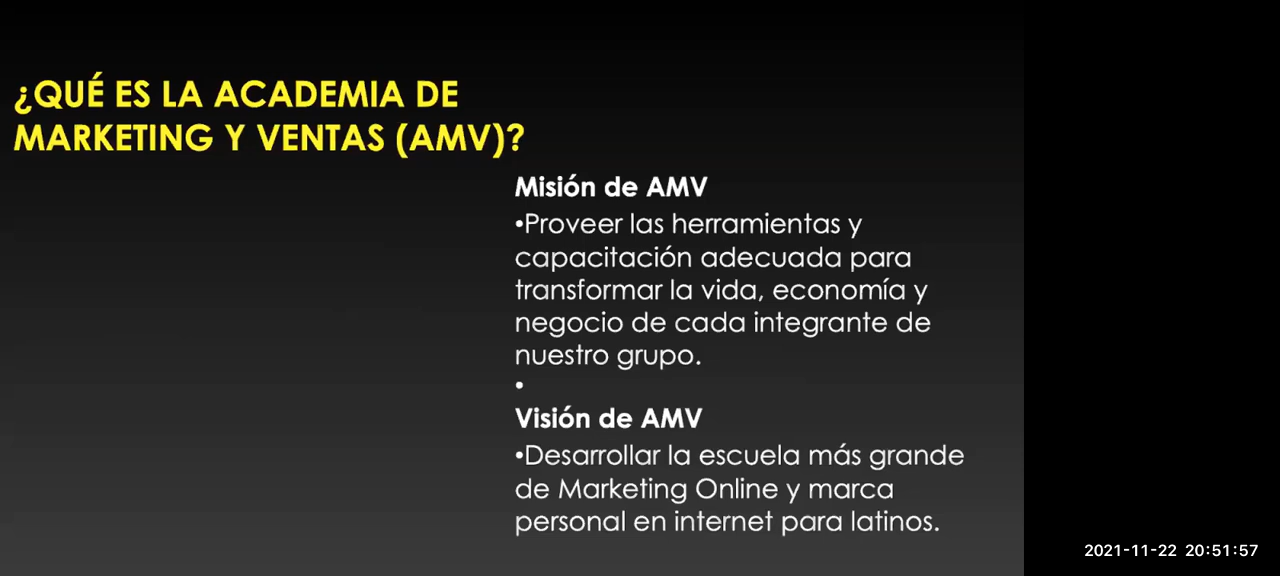 ¿QUÉ ES LA ACADEMIA DE
MARKETING Y VENTAS (AMV)?
Misión de AMV
•Proveer las herramientas y
capacitación adecuada para
transformar la vida, economía y
negocio de cada integrante de
nuestro grupo.
•
Visión de AMV
•Desarrollar la escuela más grande
de Marketing Online y marca
personal en internet para latinos.
2021-11-22 20:51:57